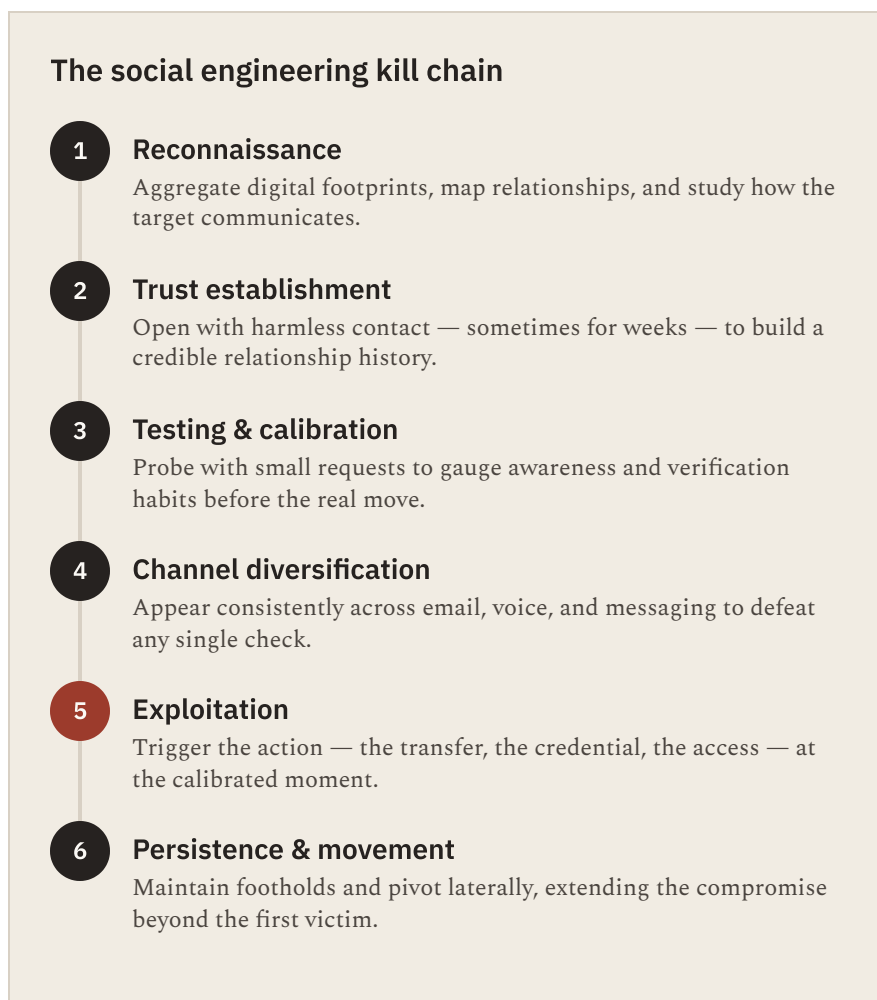 The social engineering kill chain
1
Reconnaissance
Aggregate digital footprints, map relationships, and study how the
target communicates.
2
Trust establishment
Open with harmless contact — sometimes for weeks — to build a
credible relationship history.
3
Testing & calibration
Probe with small requests to gauge awareness and verification
habits before the real move.
4
Channel diversification
Appear consistently across email, voice, and messaging to defeat
any single check.
5
Exploitation
Trigger the action — the transfer, the credential, the access — at
the calibrated moment.
6
Persistence & movement
Maintain footholds and pivot laterally, extending the compromise
beyond the first victim.